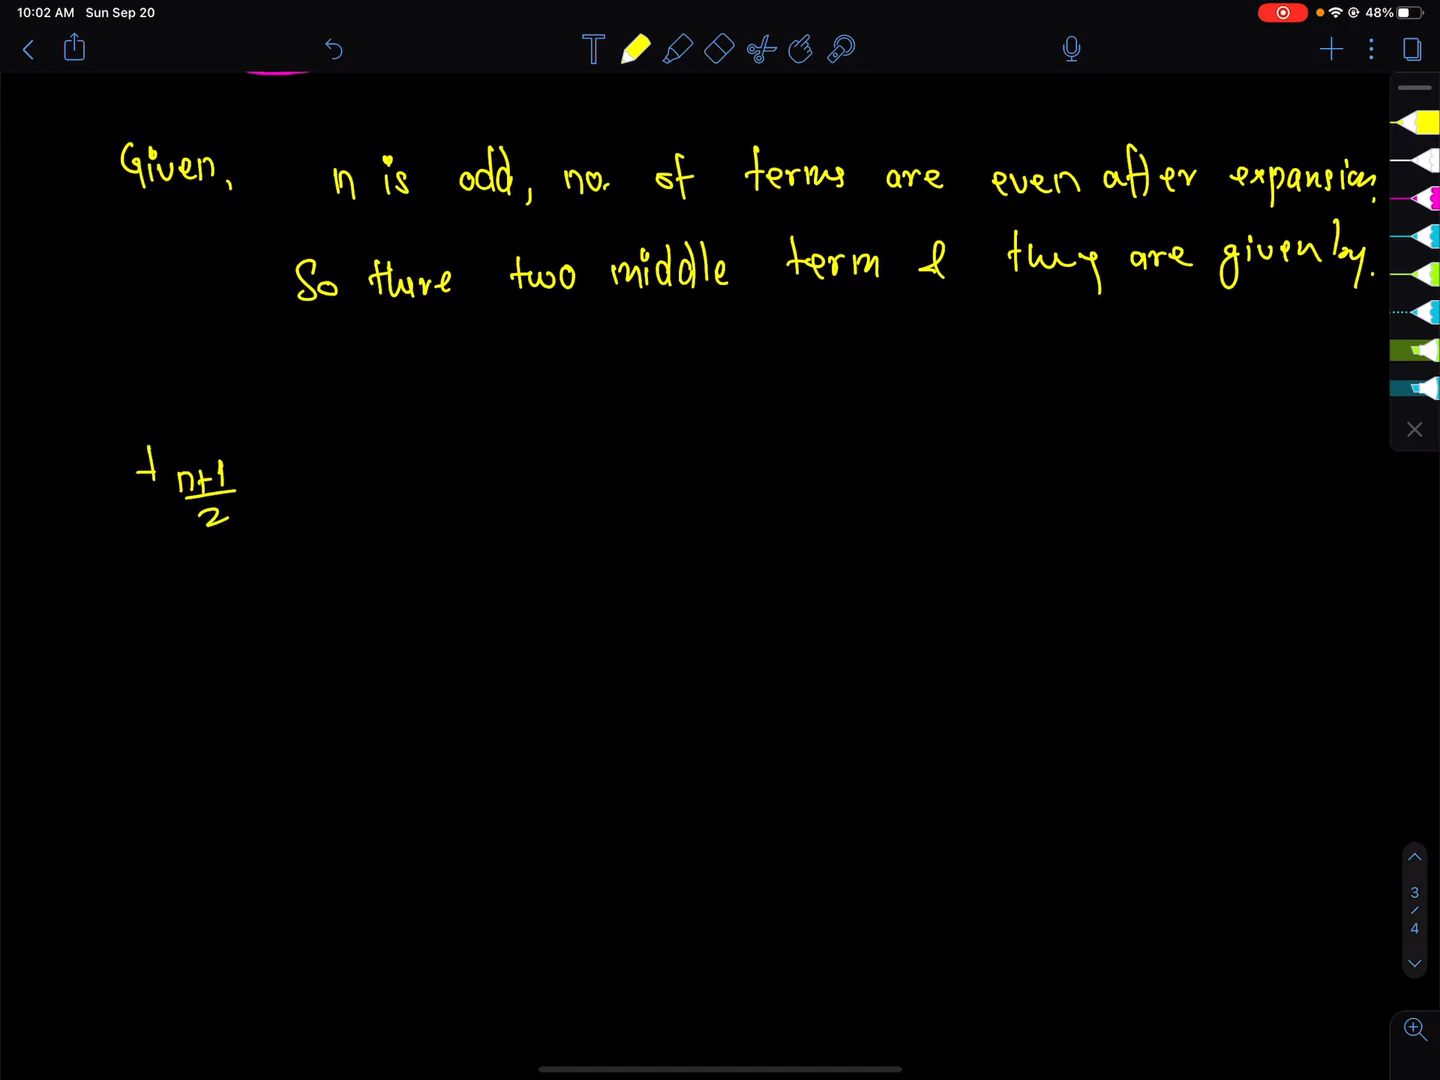 10:02 AM Sun Sep 20 48%
T
Given, n is odd, no. of terms are even after expansion.
So there two middle term & they are given by.
t n+1/2
3
/
4